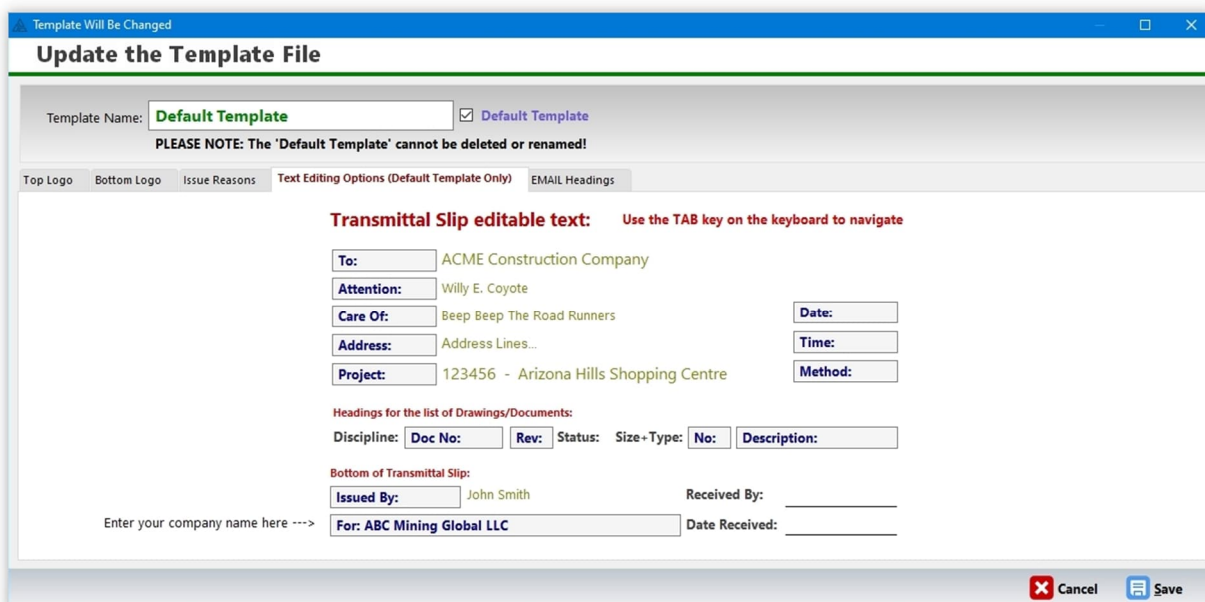 Template Will Be Changed
Update the Template File
Template Name: Default Template Default Template
PLEASE NOTE: The 'Default Template' cannot be deleted or renamed!
Top Logo Bottom Logo Issue Reasons Text Editing Options (Default Template Only) EMAIL Headings
Transmittal Slip editable text: Use the TAB key on the keyboard to navigate
To: ACME Construction Company
Attention: Willy E. Coyote
Care Of: Beep Beep The Road Runners Date:
Address: Address Lines... Time:
Project: 123456 - Arizona Hills Shopping Centre Method:
Headings for the list of Drawings/Documents:
Discipline: Doc No: Rev: Status: Size+Type: No: Description:
Bottom of Transmittal Slip:
Issued By: John Smith Received By:
Enter your company name here ---> For: ABC Mining Global LLC Date Received:
Cancel Save